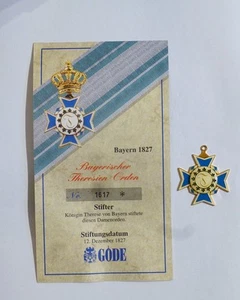 Bayern 1827
Bayerischer
Theresien-Orden
1617 *
Stifter
Königin Therese von Bayern stiftete
diesen Damenorden.
Stiftungsdatum
12. Dezember 1827
GÖDE